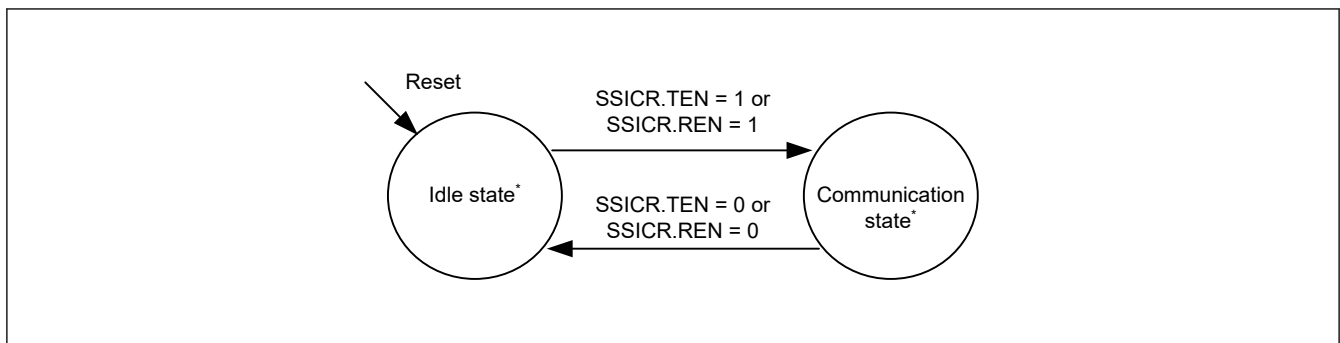 Reset
SSICR.TEN = 1 or
SSICR.REN = 1
Idle state*
Communication
state*
SSICR.TEN = 0 or
SSICR.REN = 0